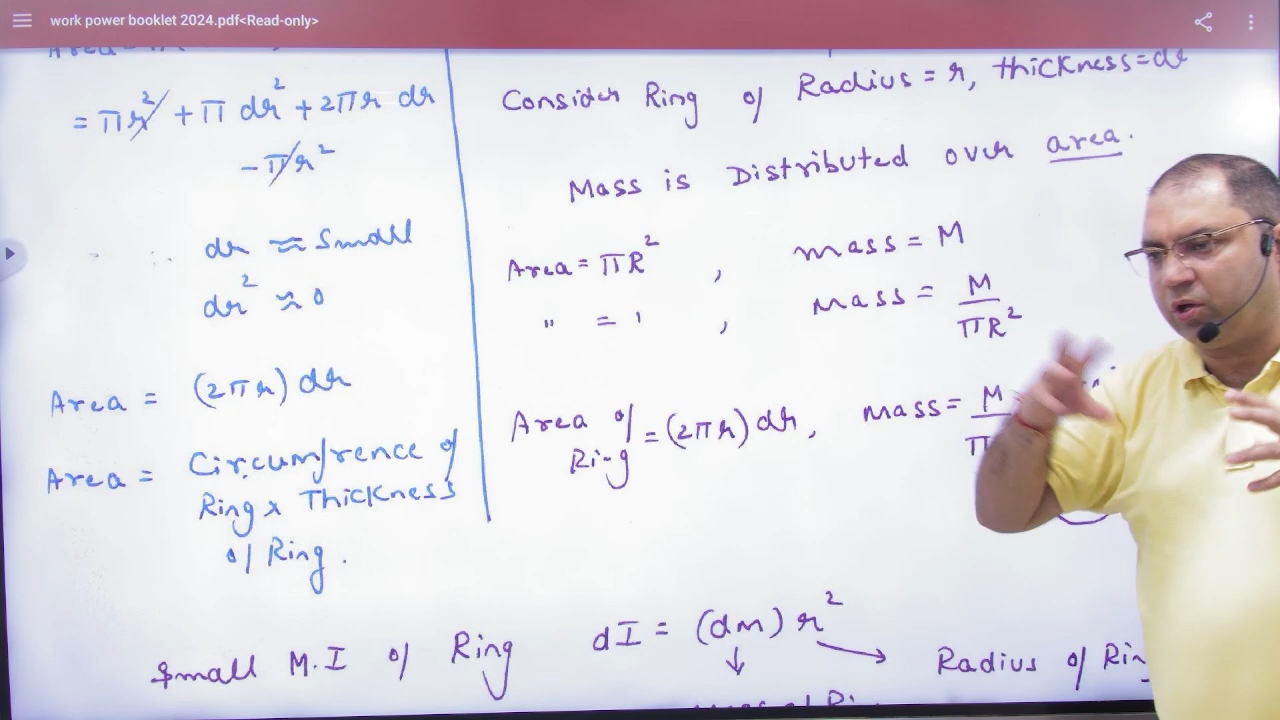 work power booklet 2024.pdf<Read-only>
= πr² + π dr² + 2πr dr
- πr²
dr ≈ Small
dr² ≈ 0
Area = (2πr) dr
Area = Circumfrence of
Ring x Thickness
of Ring.
Consider Ring of Radius = r, thickness = dr
Mass is Distributed over area.
Area = πR² , mass = M
" = 1 , mass = M/πR²
Area of Ring = (2πr) dr, mass = M
Small M.I of Ring dI = (dm) r²
Radius of